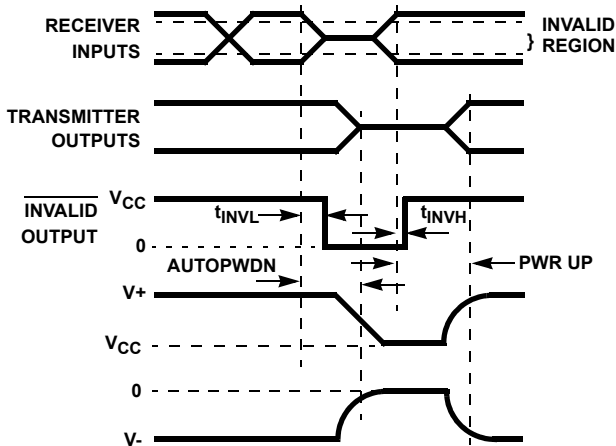 RECEIVER
INPUTS
} INVALID
REGION
TRANSMITTER
OUTPUTS
INVALID
OUTPUT
VCC
0
tINVL
tINVH
AUTOPWDN
PWR UP
V+
VCC
0
V-